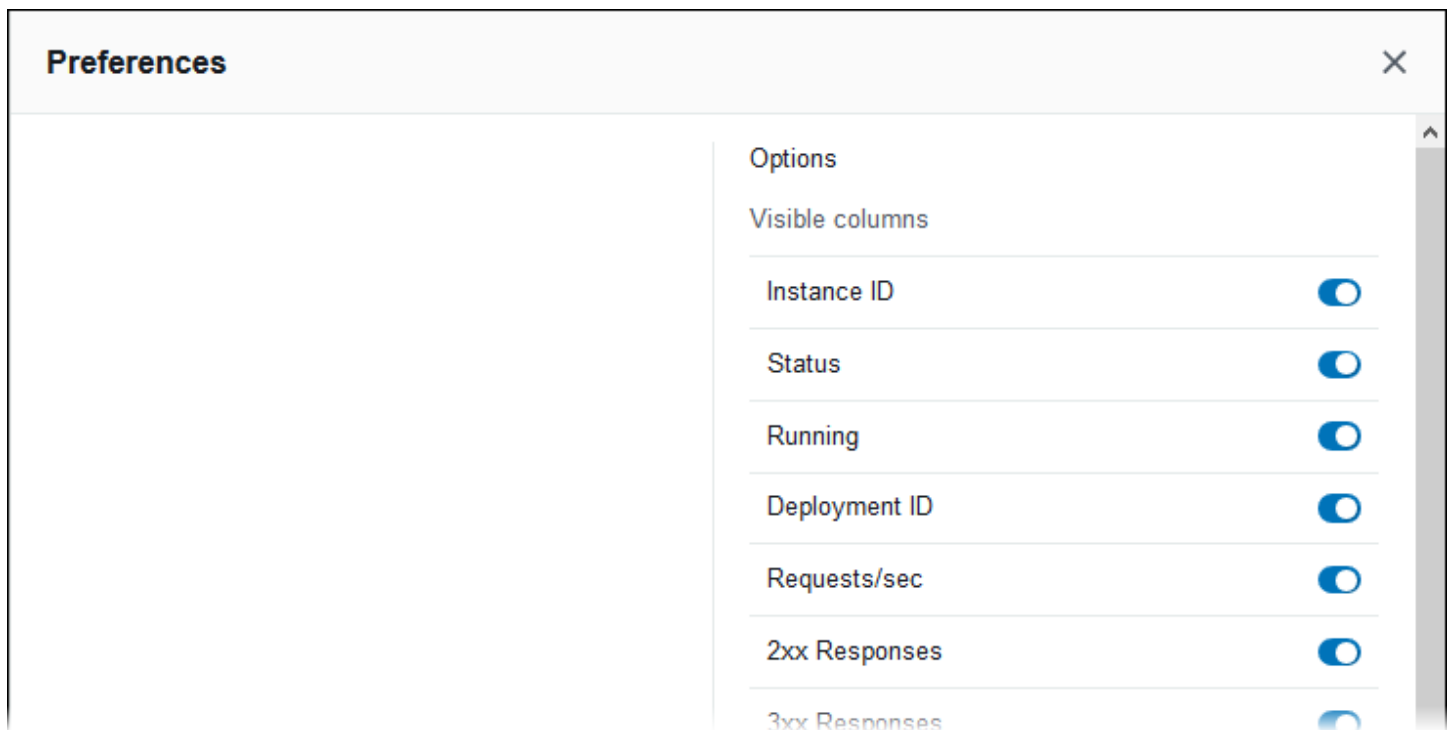 Preferences
Options
Visible columns
Instance ID
Status
Running
Deployment ID
Requests/sec
2xx Responses
3xx Responses